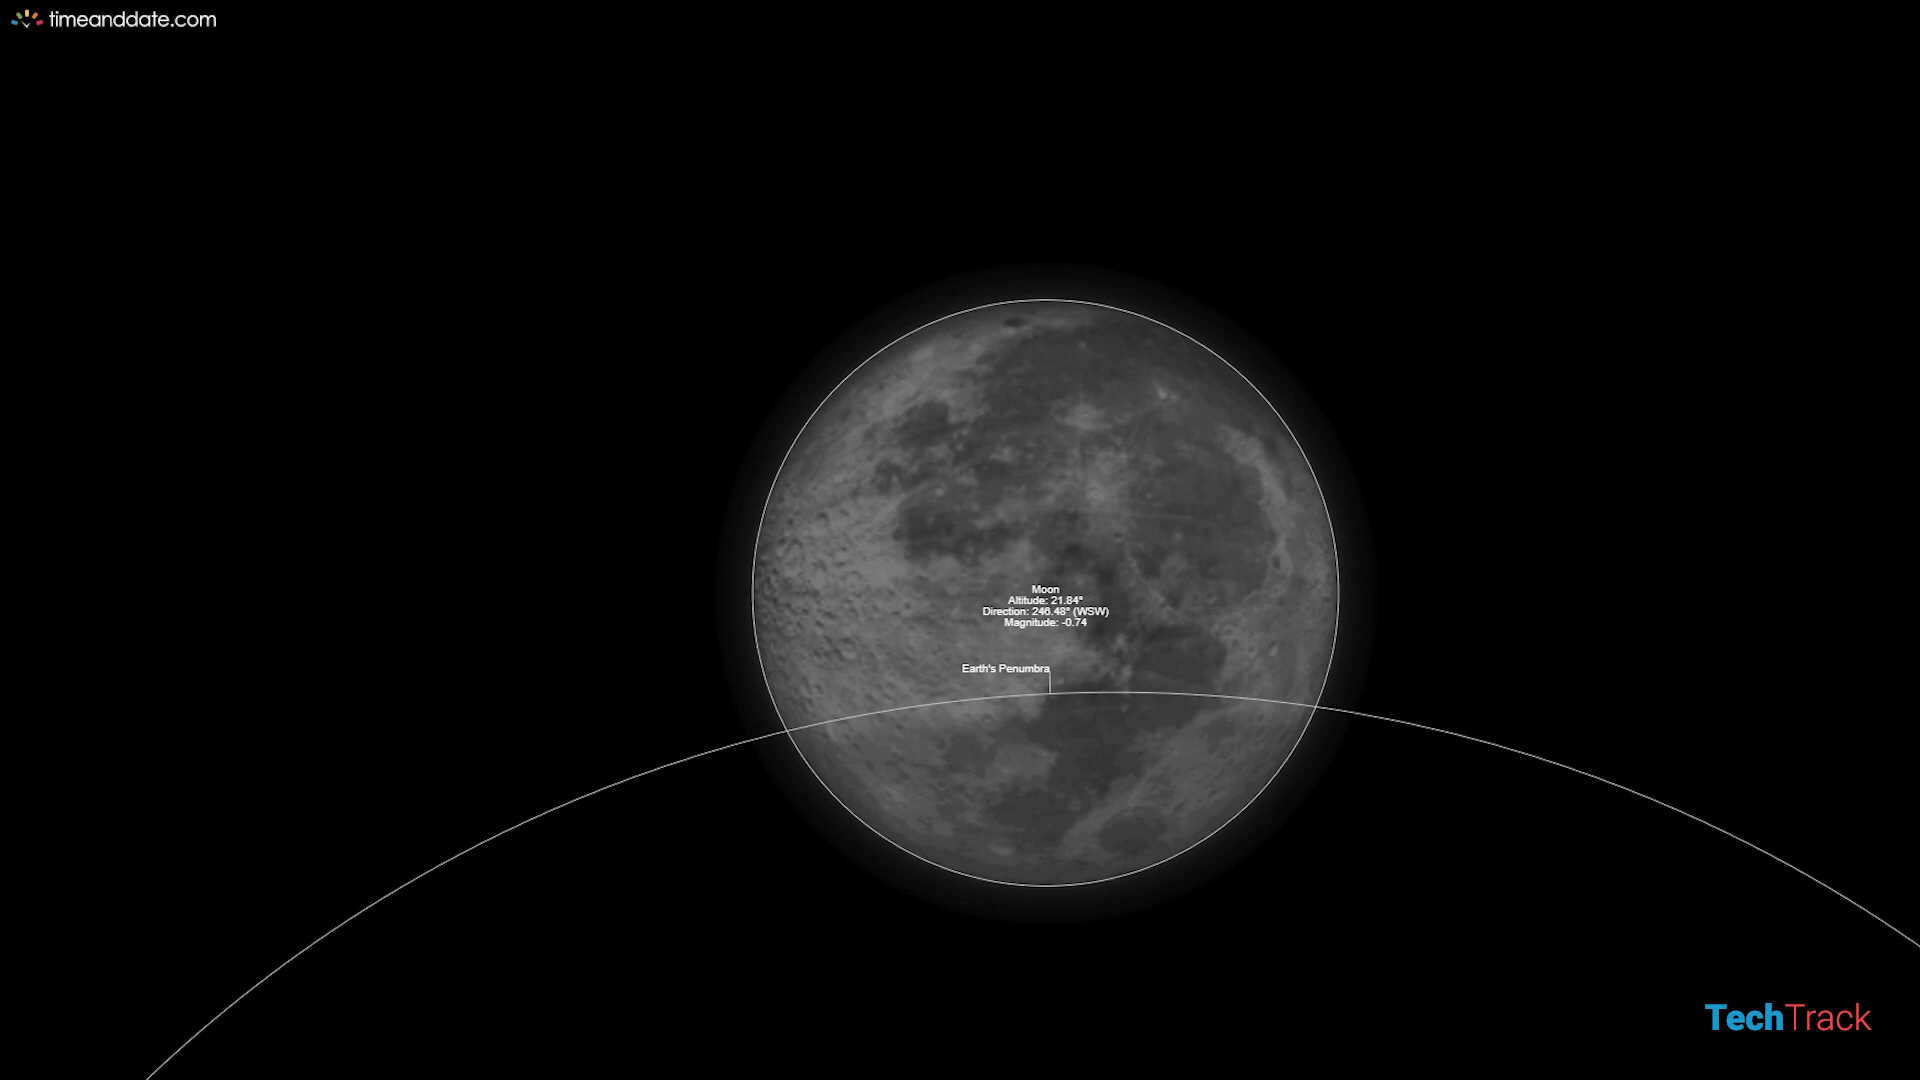 timeanddate.com
Moon
Altitude: 21.84°
Direction: 246.48° (WSW)
Magnitude: -0.74
Earth's Penumbra
TechTrack